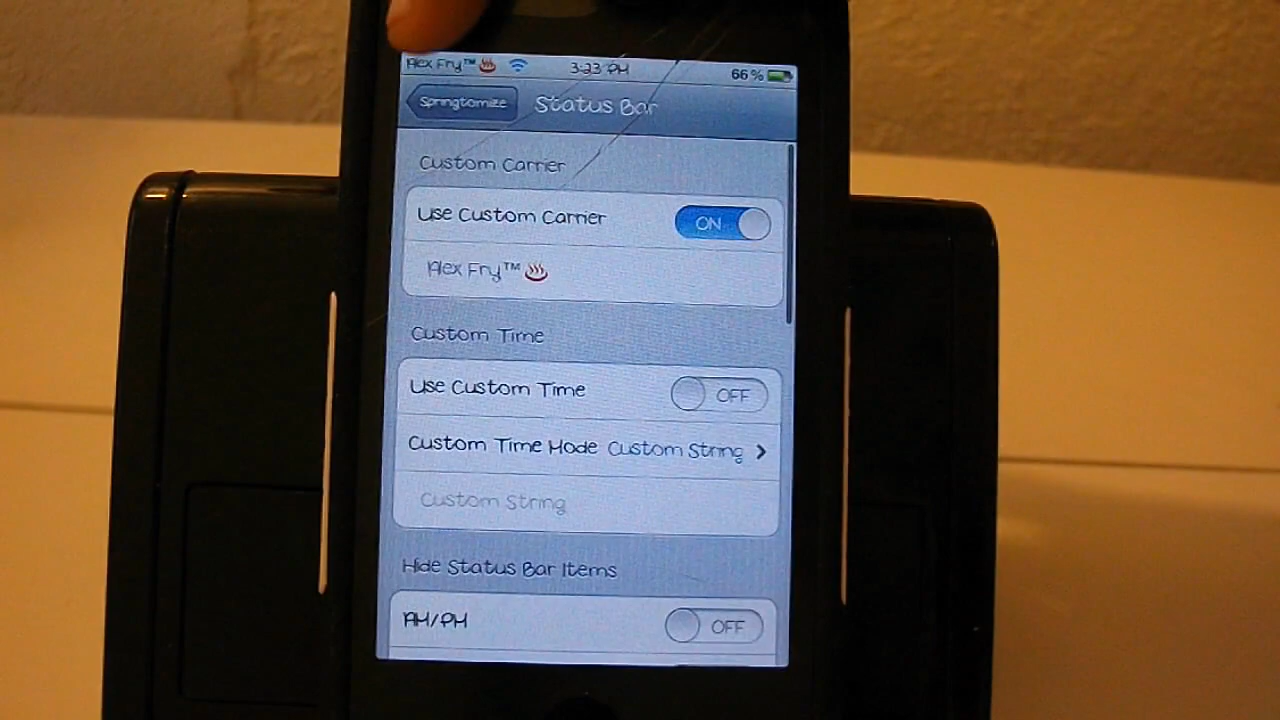 Alex Fry™♨ 3:23 PM 66%
Springtomize Status Bar
Custom Carrier
Use Custom Carrier ON
Alex Fry™♨
Custom Time
Use Custom Time OFF
Custom Time Mode Custom String
Custom String
Hide Status Bar Items
AM/PM OFF